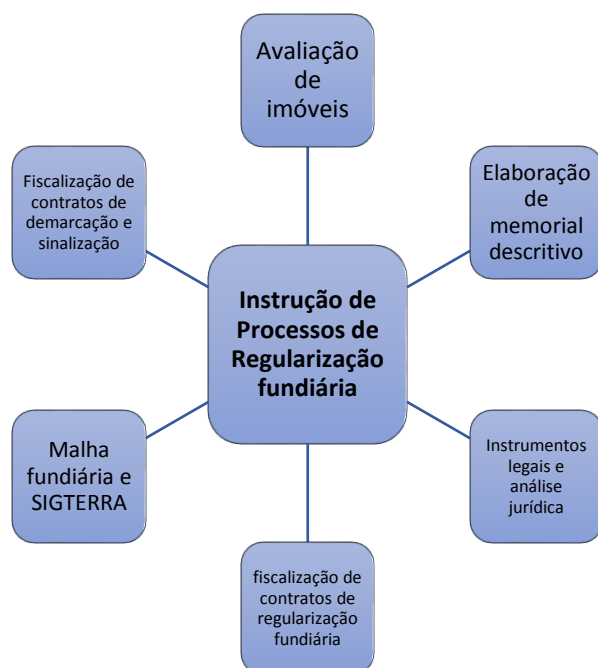 Avaliação
de
imóveis
Fiscalização de
contratos de
demarcação e
sinalização
Elaboração
de
memorial
descritivo
Instrução de
Processos de
Regularização
fundiária
Malha
fundiária e
SIGTERRA
Instrumentos
legais e
análise
jurídica
fiscalização de
contratos de
regularização
fundiária